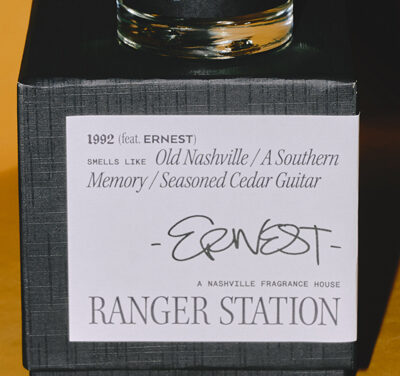 1992 (feat. ERNEST)
SMELLS LIKE Old Nashville / A Southern
Memory / Seasoned Cedar Guitar
-ERNEST-
A NASHVILLE FRAGRANCE HOUSE
RANGER STATION